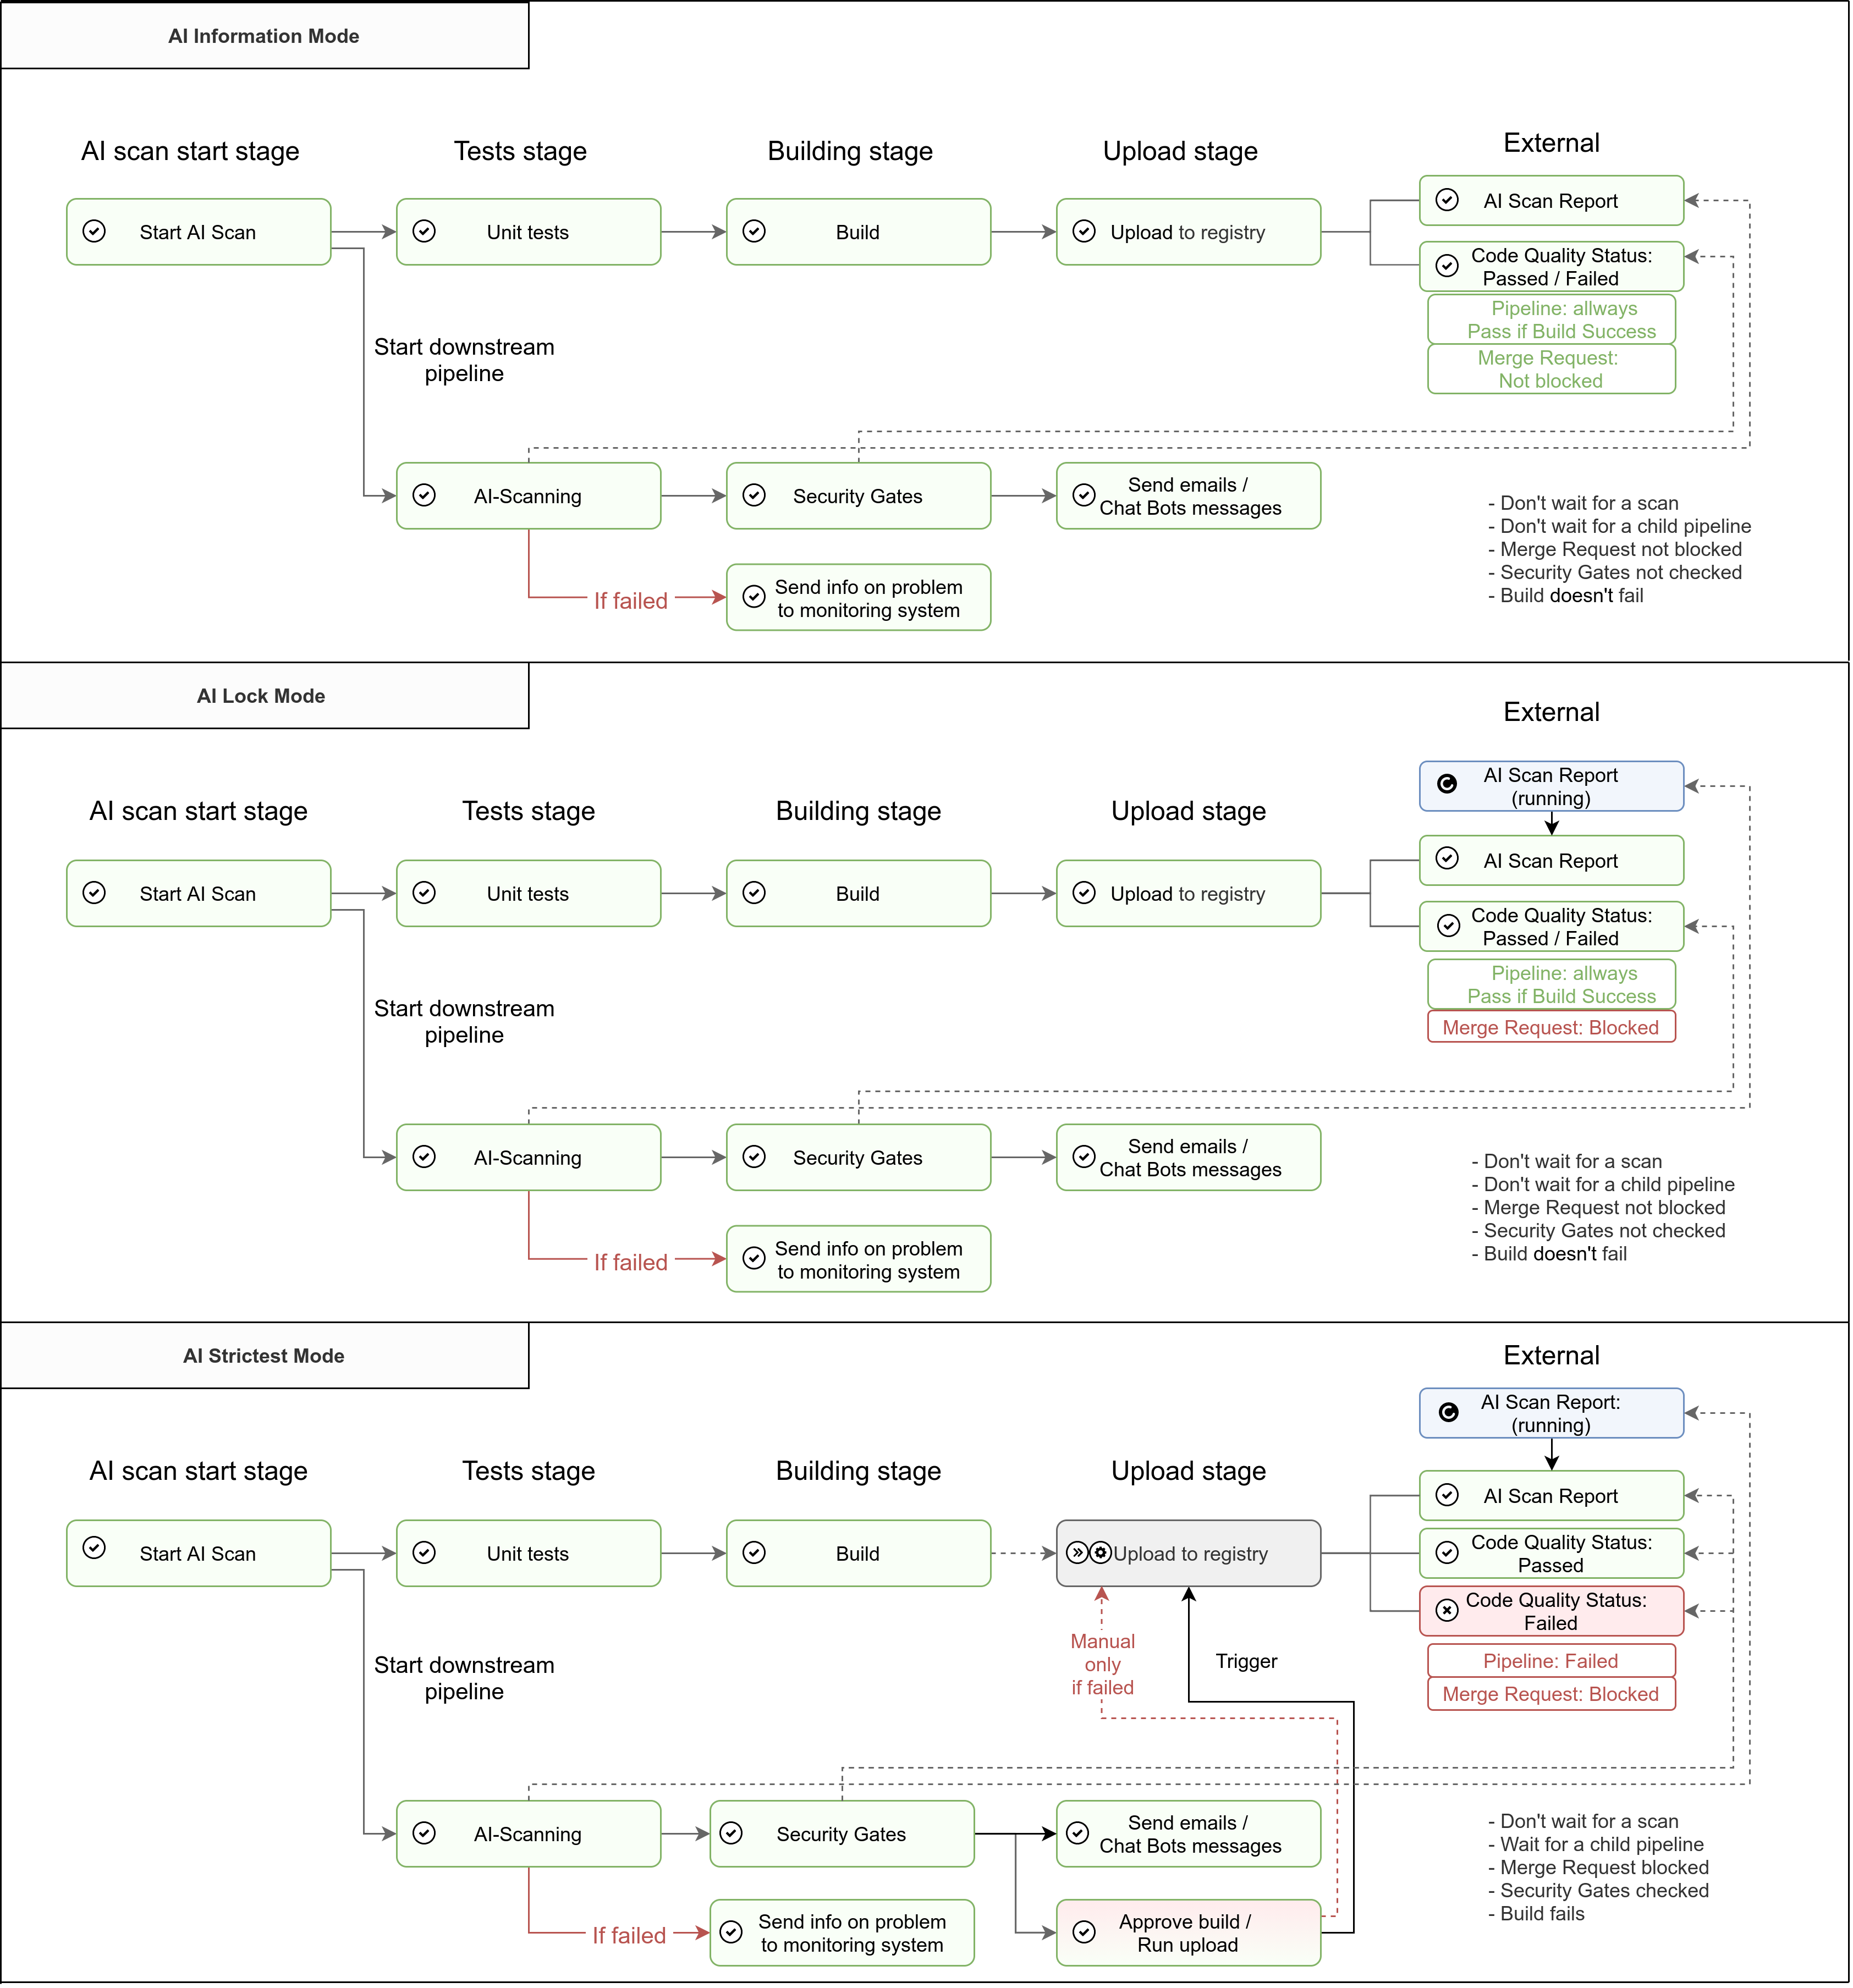 AI Information Mode
AI scan start stage
Tests stage
Building stage
Upload stage
External
Start AI Scan
Unit tests
Build
Upload to registry
AI Scan Report
Code Quality Status:
Passed / Failed
Pipeline: allways
Pass if Build Success
Merge Request:
Not blocked
Start downstream
pipeline
AI-Scanning
Security Gates
Send emails /
Chat Bots messages
If failed
Send info on problem
to monitoring system
- Don't wait for a scan
- Don't wait for a child pipeline
- Merge Request not blocked
- Security Gates not checked
- Build doesn't fail
AI Lock Mode
External
AI scan start stage
Tests stage
Building stage
Upload stage
AI Scan Report
(running)
Start AI Scan
Unit tests
Build
Upload to registry
AI Scan Report
Code Quality Status:
Passed / Failed
Pipeline: allways
Pass if Build Success
Merge Request: Blocked
Start downstream
pipeline
AI-Scanning
Security Gates
Send emails /
Chat Bots messages
If failed
Send info on problem
to monitoring system
- Don't wait for a scan
- Don't wait for a child pipeline
- Merge Request not blocked
- Security Gates not checked
- Build doesn't fail
AI Strictest Mode
External
AI scan start stage
Tests stage
Building stage
Upload stage
AI Scan Report:
(running)
Start AI Scan
Unit tests
Build
Upload to registry
AI Scan Report
Code Quality Status:
Passed
Code Quality Status:
Failed
Pipeline: Failed
Merge Request: Blocked
Start downstream
pipeline
Manual
only
if failed
Trigger
AI-Scanning
Security Gates
Send emails /
Chat Bots messages
If failed
Send info on problem
to monitoring system
Approve build /
Run upload
- Don't wait for a scan
- Wait for a child pipeline
- Merge Request blocked
- Security Gates checked
- Build fails